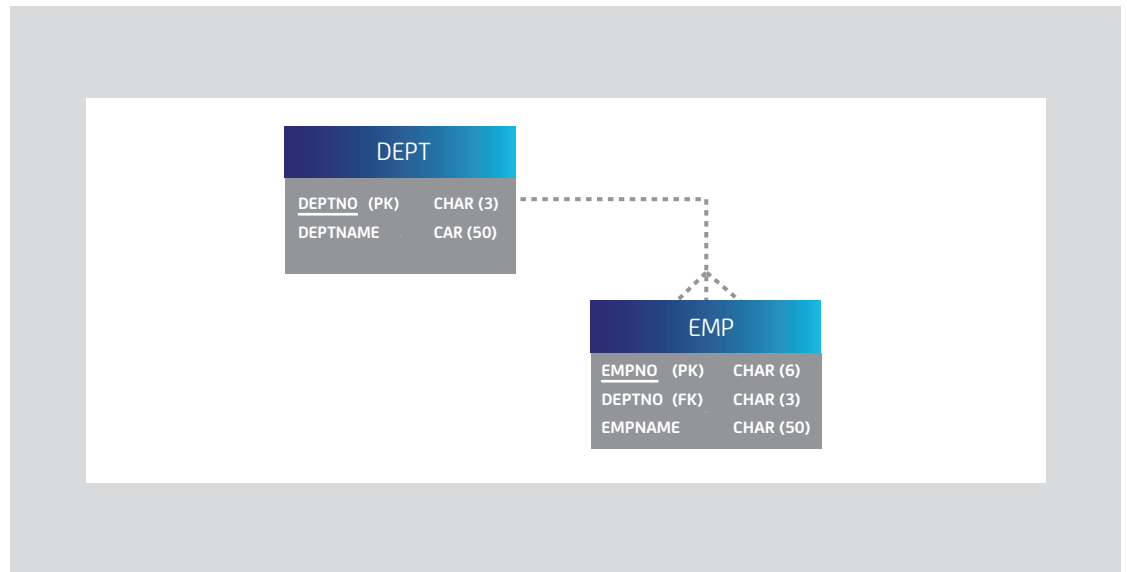 DEPT
DEPTNO (PK) CHAR (3)
DEPTNAME CAR (50)
EMP
EMPNO (PK) CHAR (6)
DEPTNO (FK) CHAR (3)
EMPNAME CHAR (50)